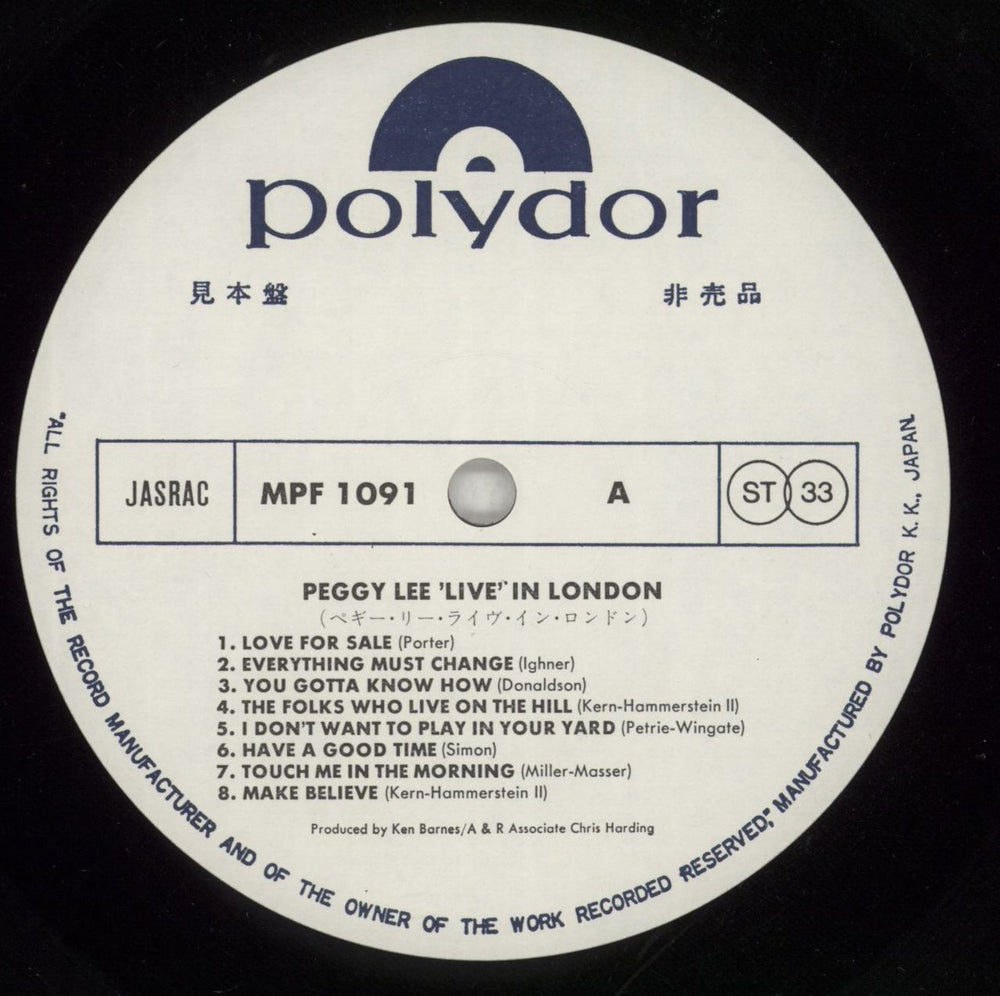 polydor
見本盤 非売品
JASRAC MPF 1091 A ST 33
PEGGY LEE 'LIVE' IN LONDON
(ペギー・リー・ライヴ・イン・ロンドン)
1. LOVE FOR SALE (Porter)
2. EVERYTHING MUST CHANGE (Ighner)
3. YOU GOTTA KNOW HOW (Donaldson)
4. THE FOLKS WHO LIVE ON THE HILL (Kern-Hammerstein II)
5. I DON'T WANT TO PLAY IN YOUR YARD (Petrie-Wingate)
6. HAVE A GOOD TIME (Simon)
7. TOUCH ME IN THE MORNING (Miller-Masser)
8. MAKE BELIEVE (Kern-Hammerstein II)
Produced by Ken Barnes/A & R Associate Chris Harding
"ALL RIGHTS OF THE RECORD MANUFACTURER AND OF THE OWNER OF THE WORK RECORDED RESERVED;" MANUFACTURED BY POLYDOR K. K., JAPAN.